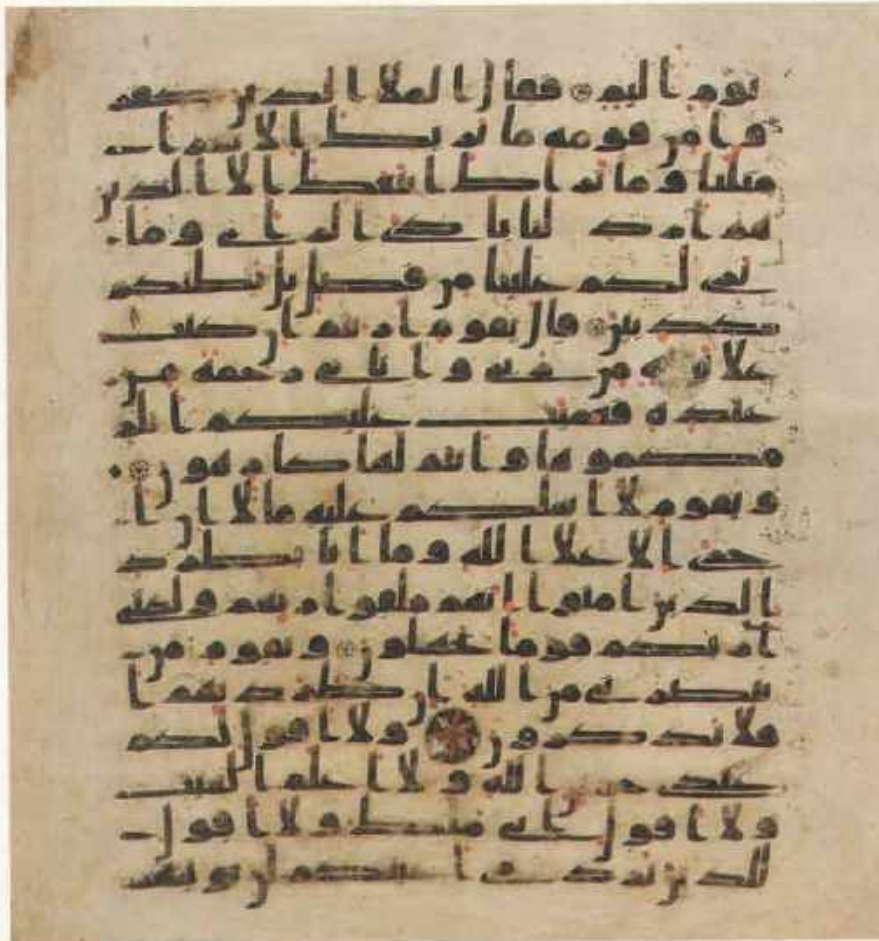 يوم اليم فقال الملا الذين كفر
وا من قومه ما نريك الا بشرا
مثلنا وما نريك اتبعك الا الذين
هم اردلنا بادى الراى وما
نرى لكم علينا من فضل بل نظنكم
كذبين قال يقوم اريتم ان كنت
على بينة من ربى واتينى رحمة من
عنده فعميت عليكم انلز
مكموها وانتم لها كرهون
ويقوم لا اسلكم عليه مالا ان ا
جرى الا على الله وما انا بطرد
الذين امنوا انهم ملقوا ربهم ولكنى
اريكم قوما تجهلون ويقوم من
ينصرنى من الله ان طردتهم ا
فلا تذكرون ولا اقول لكم
عندى خزاين الله ولا اعلم الغيب
ولا اقول انى ملك ولا اقول
للذين تزدرى اعينكم لن يوتيهم